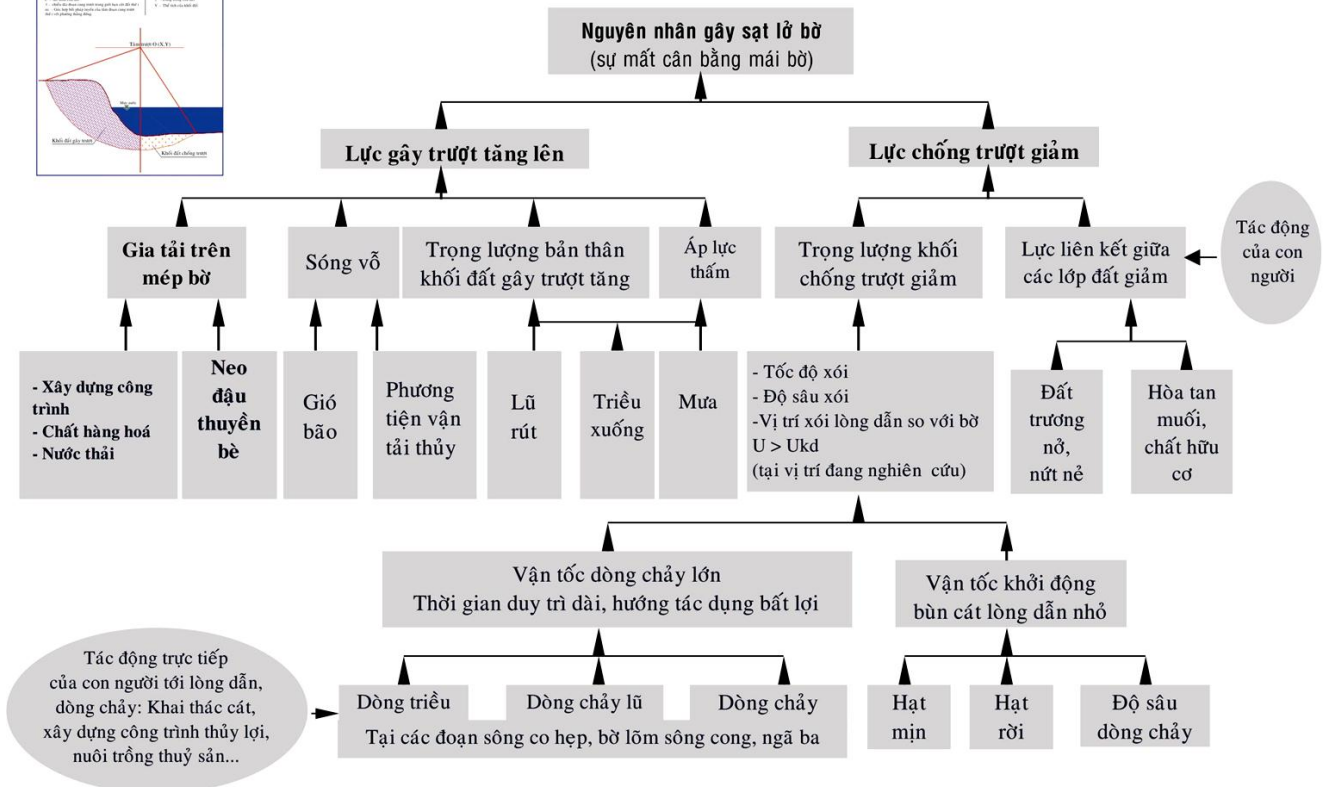 Tâm trượt O (X,Y)
Khối đất gây trượt
Khối đất chống trượt
Nguyên nhân gây sạt lở bờ
(sự mất cân bằng mái bờ)
Lực gây trượt tăng lên
Lực chống trượt giảm
Gia tải trên
mép bờ
Sóng vỗ
Trọng lượng bản thân
khối đất gây trượt tăng
Áp lực
thấm
Trọng lượng khối
chống trượt giảm
Lực liên kết giữa
các lớp đất giảm
Tác động
của con
người
- Xây dựng công
trình
- Chất hàng hoá
- Nước thải
Neo
đậu
thuyền
bè
Gió
bão
Phương
tiện vận
tải thủy
Lũ
rút
Triều
xuống
Mưa
- Tốc độ xói
- Độ sâu xói
-Vị trí xói lòng dẫn so với bờ
U > Ukd
(tại vị trí đang nghiên cứu)
Đất
trương
nở,
nứt nẻ
Hòa tan
muối,
chất hữu
cơ
Vận tốc dòng chảy lớn
Thời gian duy trì dài, hướng tác dụng bất lợi
Vận tốc khởi động
bùn cát lòng dẫn nhỏ
Tác động trực tiếp
của con người tới lòng dẫn,
dòng chảy: Khai thác cát,
xây dựng công trình thủy lợi,
nuôi trồng thuỷ sản...
Dòng triều
Dòng chảy lũ
Dòng chảy
Tại các đoạn sông co hẹp, bờ lõm sông cong, ngã ba
Hạt
mịn
Hạt
rời
Độ sâu
dòng chảy